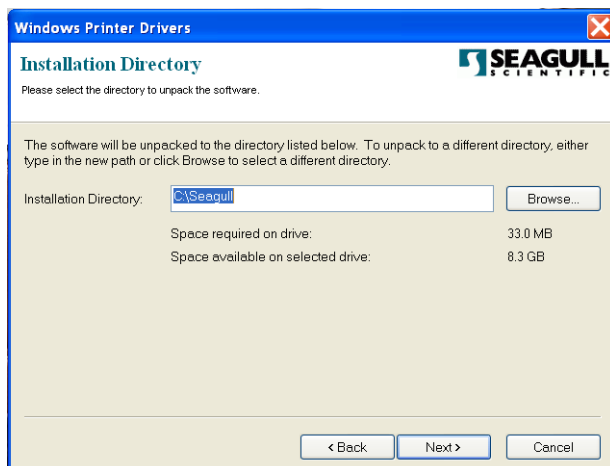 Windows Printer Drivers
Installation Directory
SEAGULL
SCIENTIFIC
Please select the directory to unpack the software.
The software will be unpacked to the directory listed below. To unpack to a different directory, either
type in the new path or click Browse to select a different directory.
Installation Directory: C:\Seagull Browse...
Space required on drive: 33.0 MB
Space available on selected drive: 8.3 GB
< Back Next > Cancel